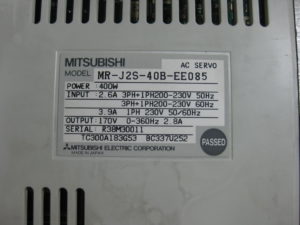 MITSUBISHI
AC SERVO
MODEL MR-J2S-40B-EE085
POWER : 400W
INPUT : 2.6A 3PH+1PH200-230V 50Hz
3PH+1PH200-230V 60Hz
3.9A 1PH 230V 50/60Hz
OUTPUT: 170V 0-360Hz 2.8A
SERIAL: R38M30011
TC300A183G53 BC337U252
MITSUBISHI ELECTRIC CORPORATION
MADE IN JAPAN
PASSED